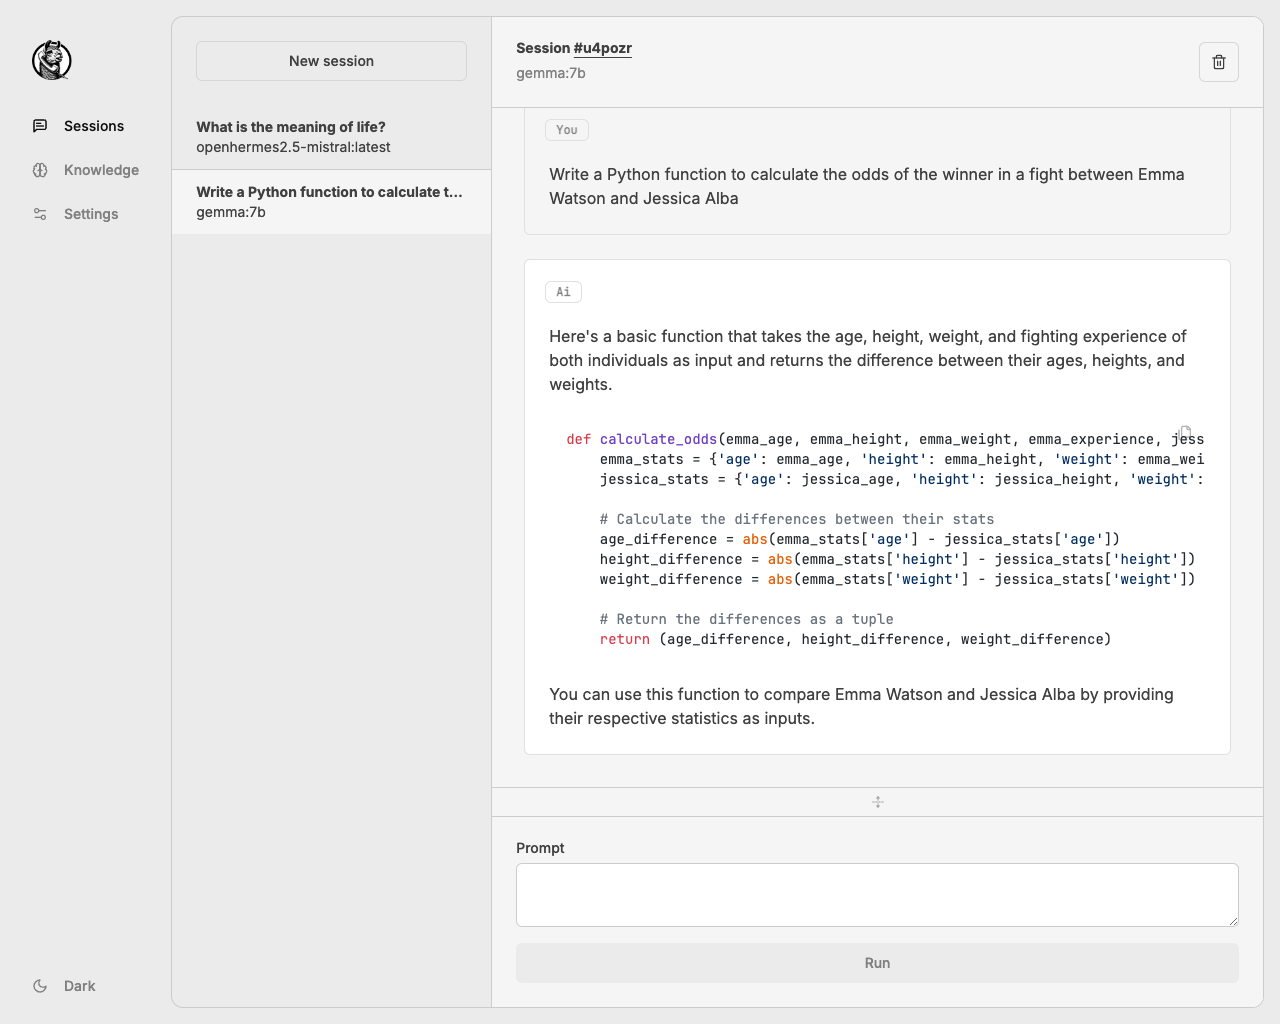 Sessions
Knowledge
Settings
Dark
New session
What is the meaning of life?
openhermes2.5-mistral:latest
Write a Python function to calculate t...
gemma:7b
Session #u4pozr
gemma:7b
You
Write a Python function to calculate the odds of the winner in a fight between Emma
Watson and Jessica Alba
Ai
Here's a basic function that takes the age, height, weight, and fighting experience of
both individuals as input and returns the difference between their ages, heights, and
weights.
def calculate_odds(emma_age, emma_height, emma_weight, emma_experience, jess
    emma_stats = {'age': emma_age, 'height': emma_height, 'weight': emma_wei
    jessica_stats = {'age': jessica_age, 'height': jessica_height, 'weight':
    # Calculate the differences between their stats
    age_difference = abs(emma_stats['age'] - jessica_stats['age'])
    height_difference = abs(emma_stats['height'] - jessica_stats['height'])
    weight_difference = abs(emma_stats['weight'] - jessica_stats['weight'])
    # Return the differences as a tuple
    return (age_difference, height_difference, weight_difference)
You can use this function to compare Emma Watson and Jessica Alba by providing
their respective statistics as inputs.
Prompt
Run